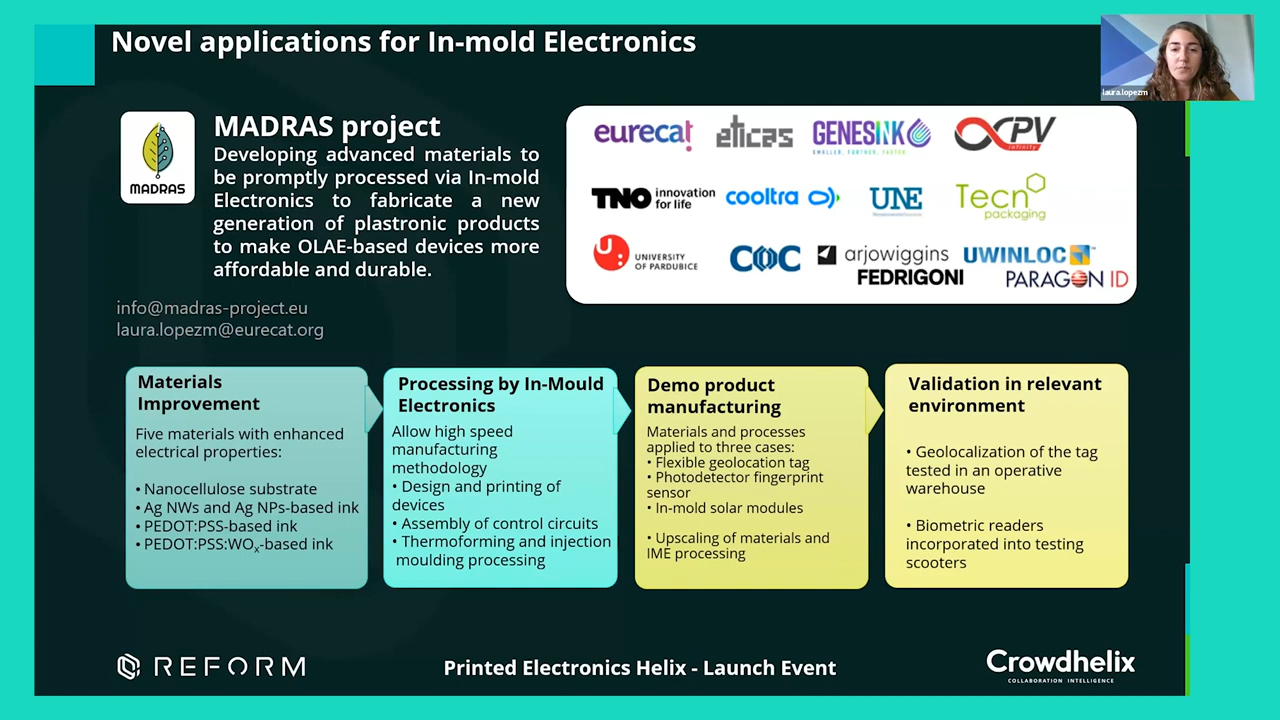 Novel applications for In-mold Electronics
laura.lopezm
MADRAS
MADRAS project
Developing advanced materials to
be promptly processed via In-mold
Electronics to fabricate a new
generation of plastronic products
to make OLAE-based devices more
affordable and durable.
info@madras-project.eu
laura.lopezm@eurecat.org
eurecat
eticas
GENESINK
SMALLER, FURTHER, FASTER
PV
infinity
TNO innovation
for life
cooltra
UNE
Tecn
packaging
U:
UNIVERSITY
OF PARDUBICE
COC
arjowiggins
FEDRIGONI
UWINLOC
PARAGON ID
Materials
Improvement
Five materials with enhanced
electrical properties:
• Nanocellulose substrate
• Ag NWs and Ag NPs-based ink
• PEDOT:PSS-based ink
• PEDOT:PSS:WOx-based ink
Processing by In-Mould
Electronics
Allow high speed
manufacturing
methodology
• Design and printing of
devices
• Assembly of control circuits
• Thermoforming and injection
moulding processing
Demo product
manufacturing
Materials and processes
applied to three cases:
• Flexible geolocation tag
• Photodetector fingerprint
sensor
• In-mold solar modules
• Upscaling of materials and
IME processing
Validation in relevant
environment
• Geolocalization of the tag
tested in an operative
warehouse
• Biometric readers
incorporated into testing
scooters
REFORM
Printed Electronics Helix - Launch Event
Crowdhelix
COLLABORATION INTELLIGENCE